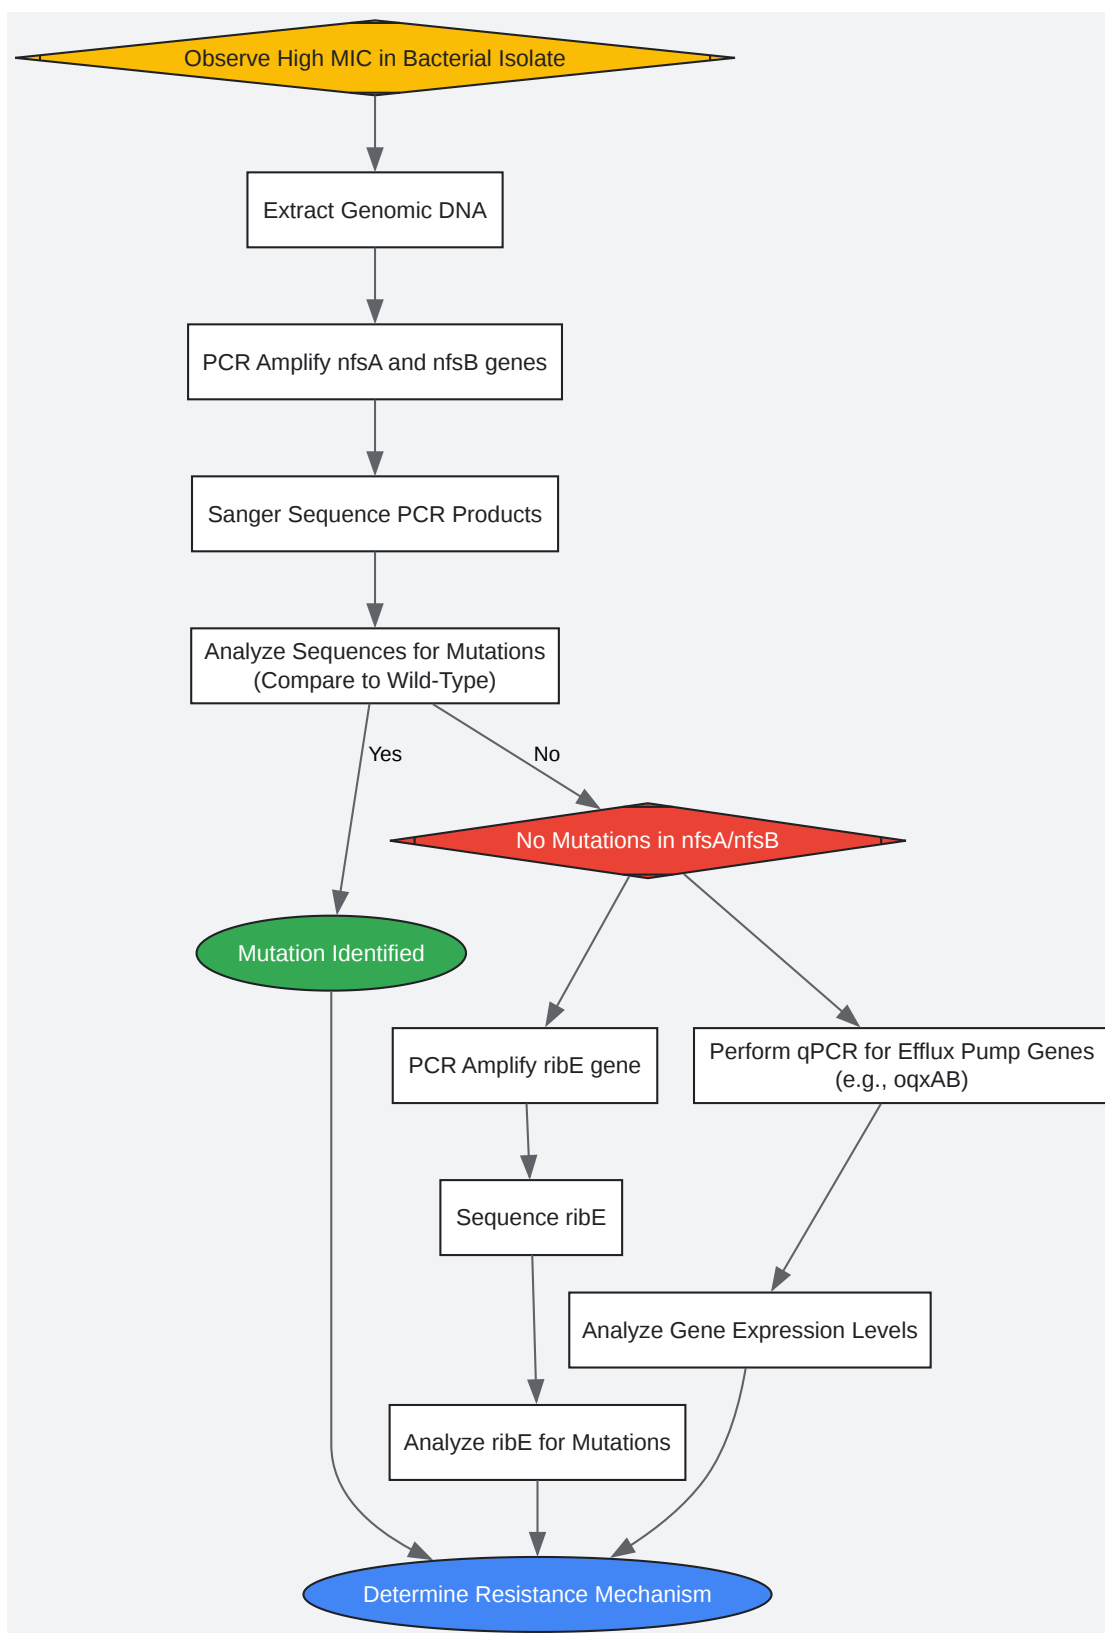 Observe High MIC in Bacterial Isolate
Extract Genomic DNA
PCR Amplify nfsA and nfsB genes
Sanger Sequence PCR Products
Analyze Sequences for Mutations
(Compare to Wild-Type)
Yes
No
No Mutations in nfsA/nfsB
Mutation Identified
PCR Amplify ribE gene
Perform qPCR for Efflux Pump Genes
(e.g., oqxAB)
Sequence ribE
Analyze Gene Expression Levels
Analyze ribE for Mutations
Determine Resistance Mechanism